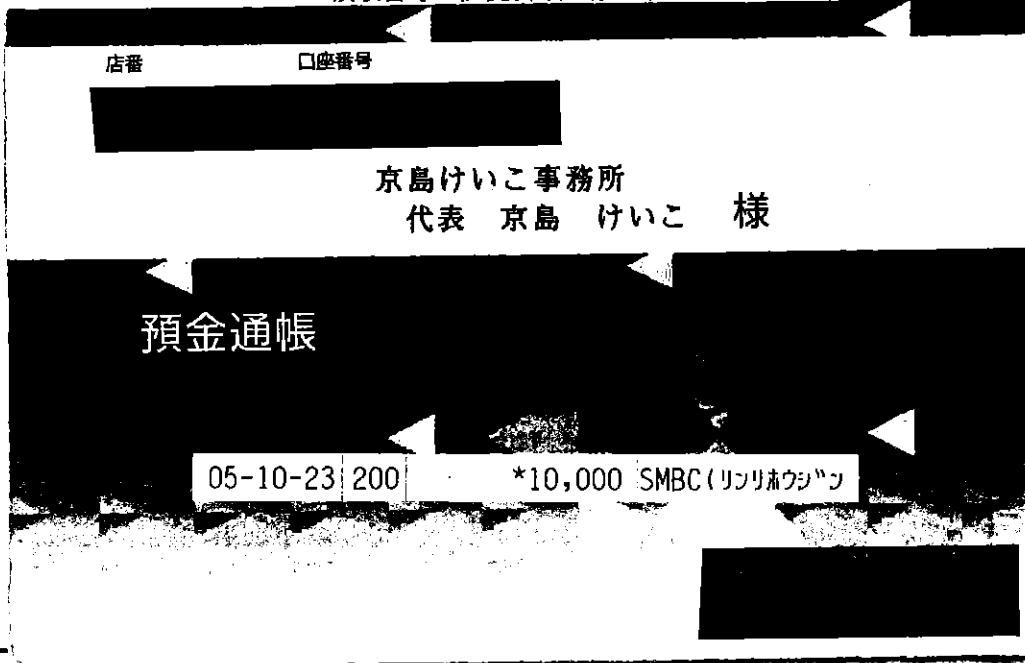 店番 口座番号
京島けいこ事務所
代表 京島 けいこ 様
預金通帳
05-10-23 200 *10,000 SMBC(リンリホウジン